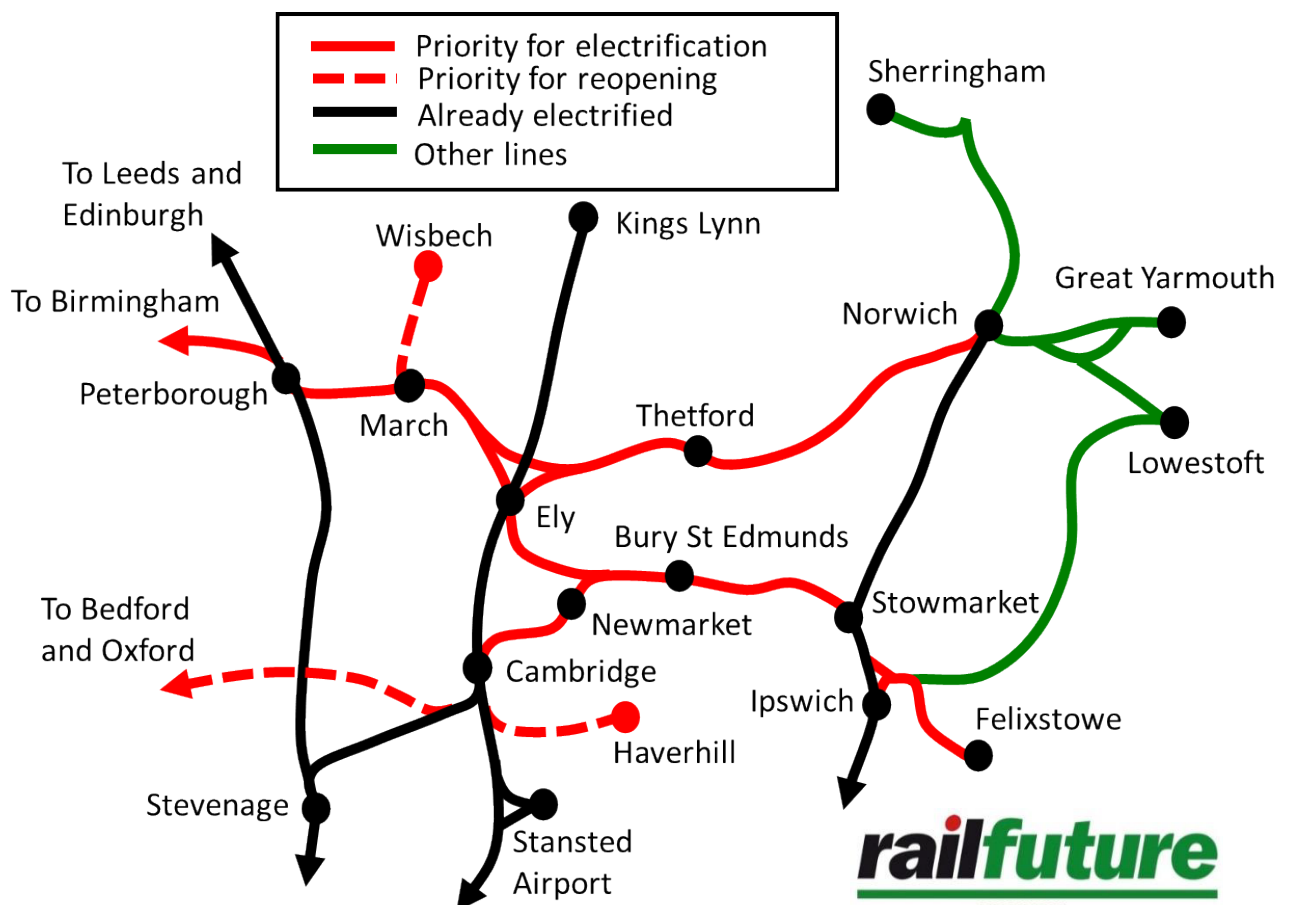 Priority for electrification
Priority for reopening
Already electrified
Other lines
Sherringham
To Leeds and
Edinburgh
Wisbech
Kings Lynn
Great Yarmouth
To Birmingham
Norwich
Peterborough
March
Thetford
Lowestoft
Ely
Bury St Edmunds
To Bedford
and Oxford
Newmarket
Stowmarket
Cambridge
Ipswich
Felixstowe
Haverhill
Stevenage
Stansted
Airport
railfuture